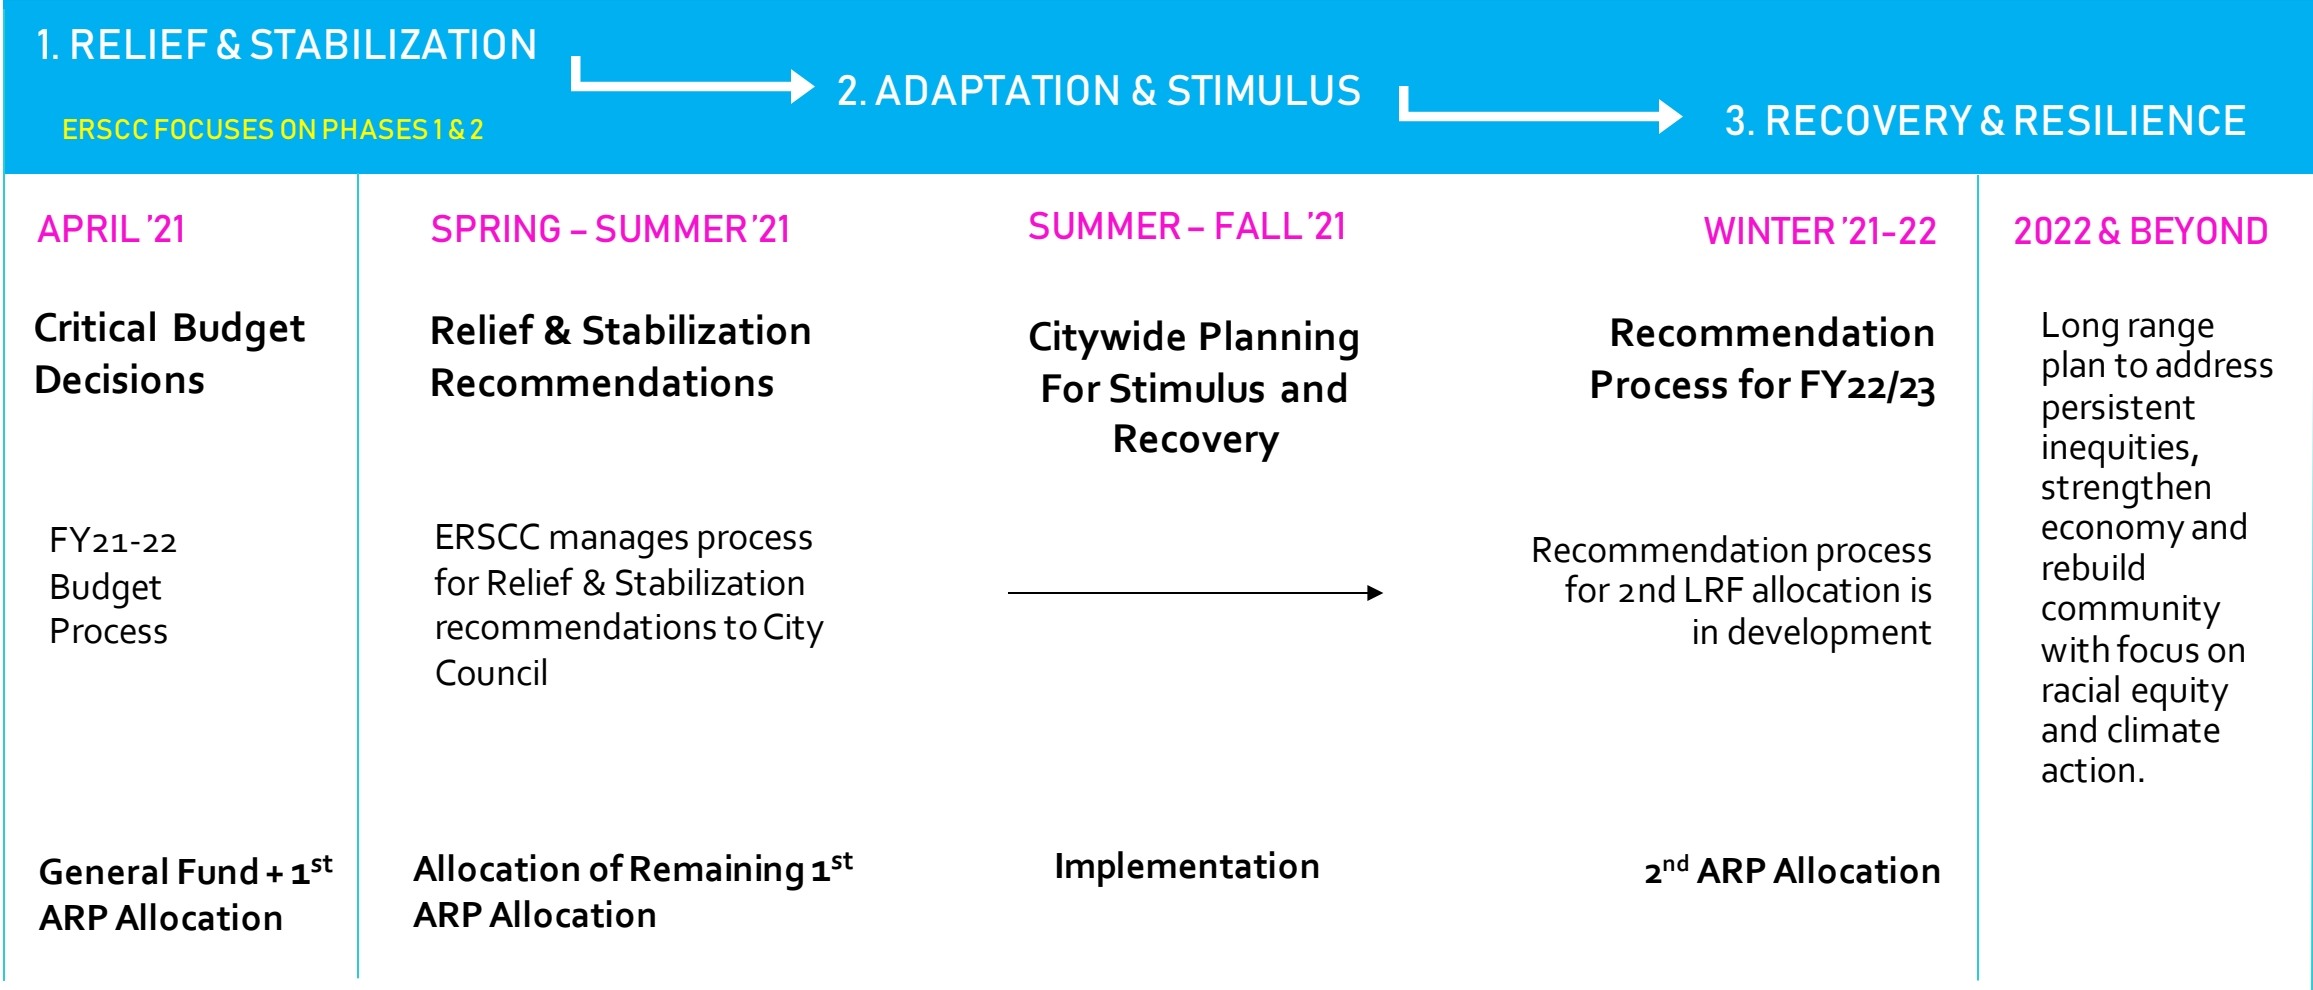 1. RELIEF & STABILIZATION
ERSCC FOCUSES ON PHASES 1 & 2
2. ADAPTATION & STIMULUS
3. RECOVERY & RESILIENCE
APRIL '21
Critical Budget
Decisions
FY21-22
Budget
Process
General Fund + 1st
ARP Allocation
SPRING – SUMMER '21
Relief & Stabilization
Recommendations
ERSCC manages process
for Relief & Stabilization
recommendations to City
Council
Allocation of Remaining 1st
ARP Allocation
SUMMER – FALL '21
Citywide Planning
For Stimulus and
Recovery
Implementation
WINTER '21-22
Recommendation
Process for FY22/23
Recommendation process
for 2nd LRF allocation is
in development
2nd ARP Allocation
2022 & BEYOND
Long range
plan to address
persistent
inequities,
strengthen
economy and
rebuild
community
with focus on
racial equity
and climate
action.